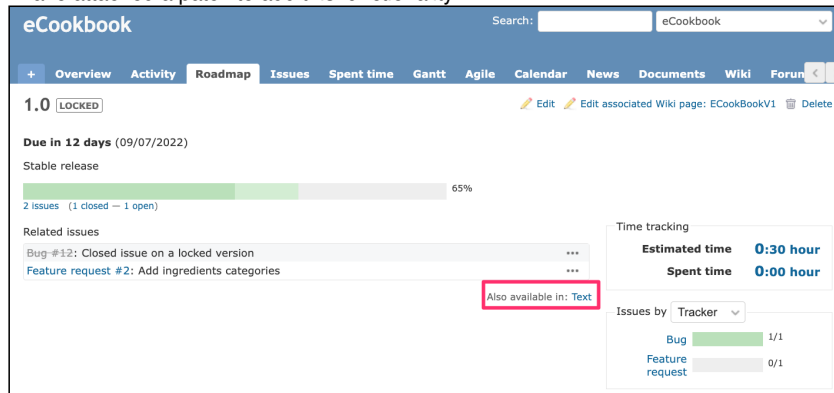 eCookbook
Search:
eCookbook
+ Overview Activity Roadmap Issues Spent time Gantt Agile Calendar News Documents Wiki
1.0 LOCKED
Edit Edit associated Wiki page: ECookBookV1 Delete
Due in 12 days (09/07/2022)
Stable release
65%
2 issues (1 closed — 1 open)
Related issues
Bug #12: Closed issue on a locked version
Feature request #2: Add ingredients categories
Also available in: Text
Time tracking
Estimated time 0:30 hour
Spent time 0:00 hour
Issues by Tracker
Bug 1/1
Feature
request 0/1